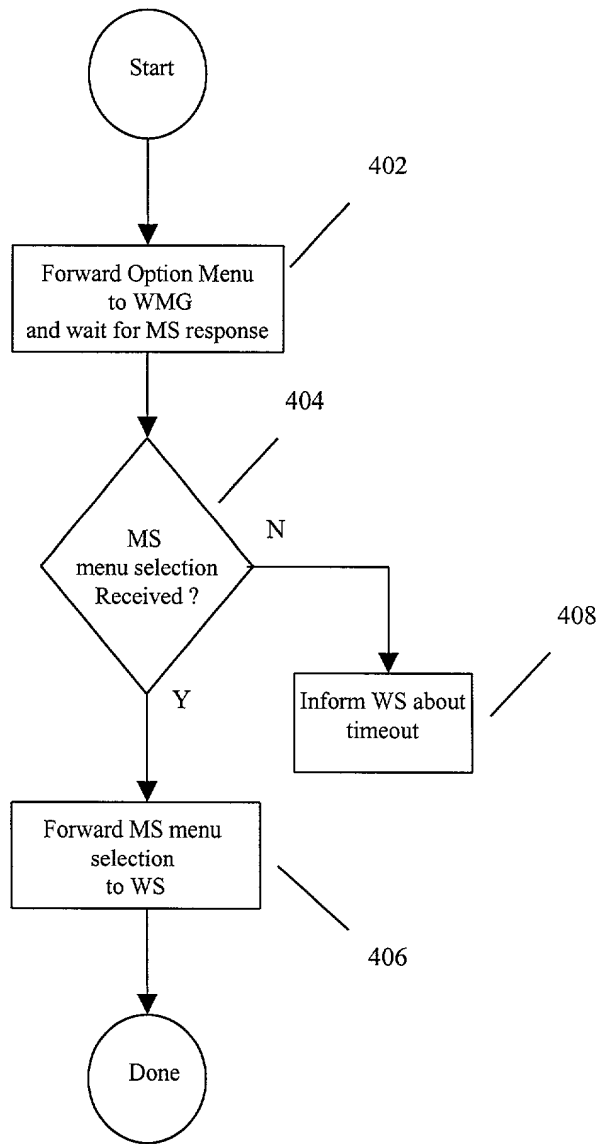 Start
402
Forward Option Menu
to WMG
and wait for MS response
404
MS
menu selection
Received ?
N
408
Inform WS about
timeout
Y
Forward MS menu
selection
to WS
406
Done